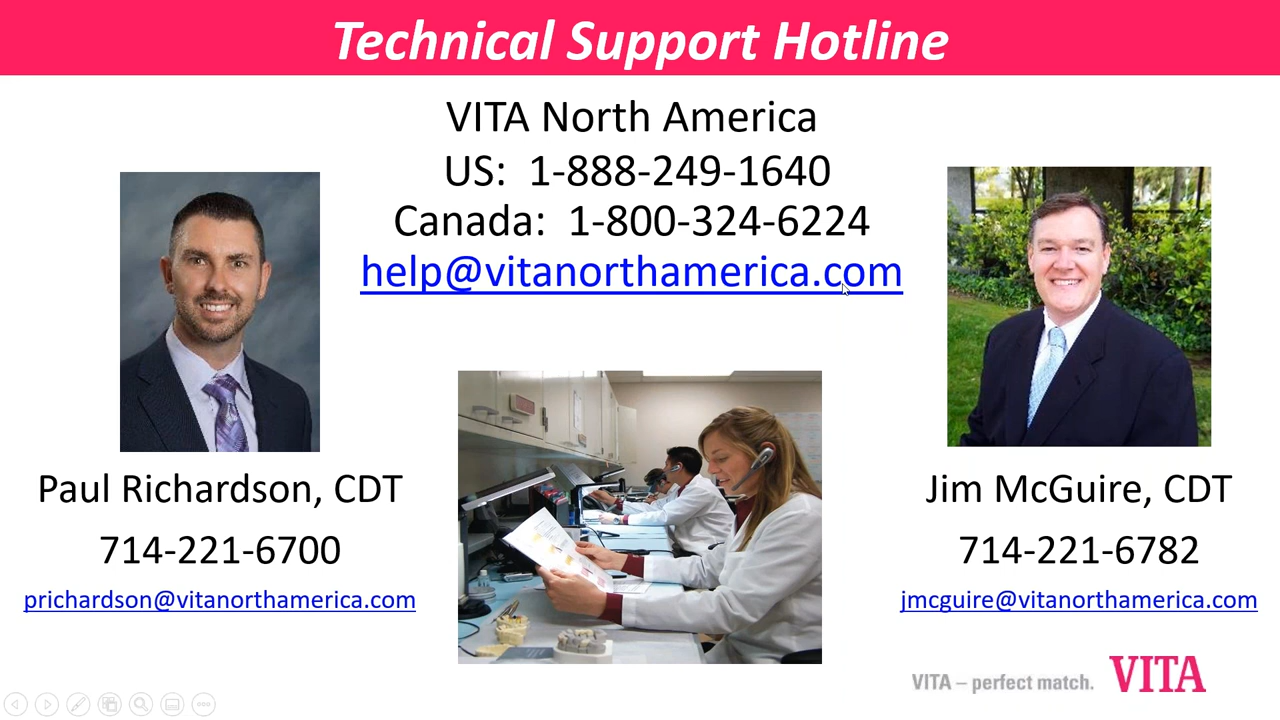 Technical Support Hotline
VITA North America
US: 1-888-249-1640
Canada: 1-800-324-6224
help@vitanorthamerica.com
Paul Richardson, CDT
714-221-6700
prichardson@vitanorthamerica.com
Jim McGuire, CDT
714-221-6782
jmcguire@vitanorthamerica.com
VITA – perfect match. VITA